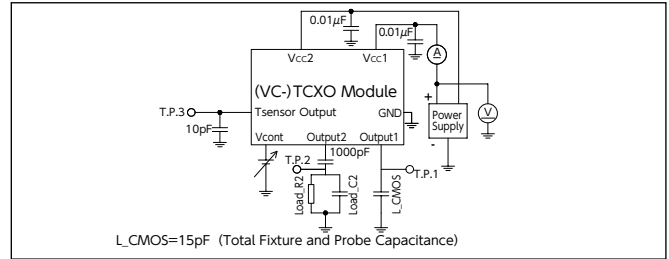 0.01µF
0.01µF
Vcc2
Vcc1
A
(VC-)TCXO Module
+
V
T.P.3
Tsensor Output
GND
Power
Supply
10pF
Vcont
Output2
Output1
-
1000pF
T.P.2
T.P.1
Load_R2
Load_C2
L_CMOS
L_CMOS=15pF (Total Fixture and Probe Capacitance)